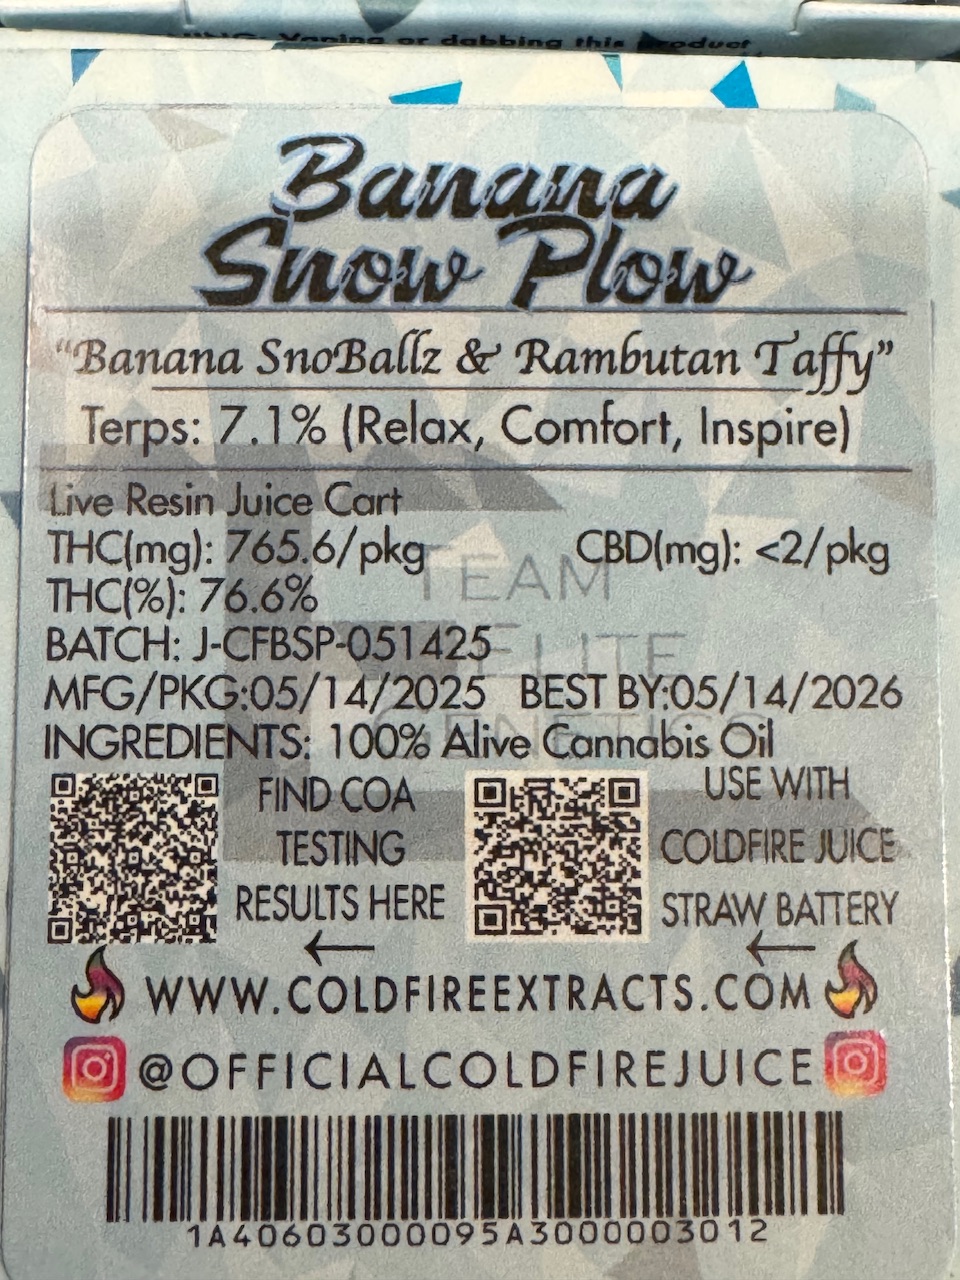 Vaping or dabbing this product
Banana
Snow Plow
“Banana SnoBallz & Rambutan Taffy”
Terps: 7.1% (Relax, Comfort, Inspire)
Live Resin Juice Cart
THC(mg): 765.6/pkg CBD(mg): <2/pkg
THC(%): 76.6%
TEAM
BATCH: J-CFBSP-051425
ELITE
MFG/PKG:05/14/2025 BEST BY:05/14/2026
GENETICS
INGREDIENTS: 100% Alive Cannabis Oil
FIND COA
TESTING
RESULTS HERE
USE WITH
COLDFIRE JUICE
STRAW BATTERY
WWW.COLDFIREEXTRACTS.COM
@OFFICIALCOLDFIREJUICE
1A40603000095A3000003012